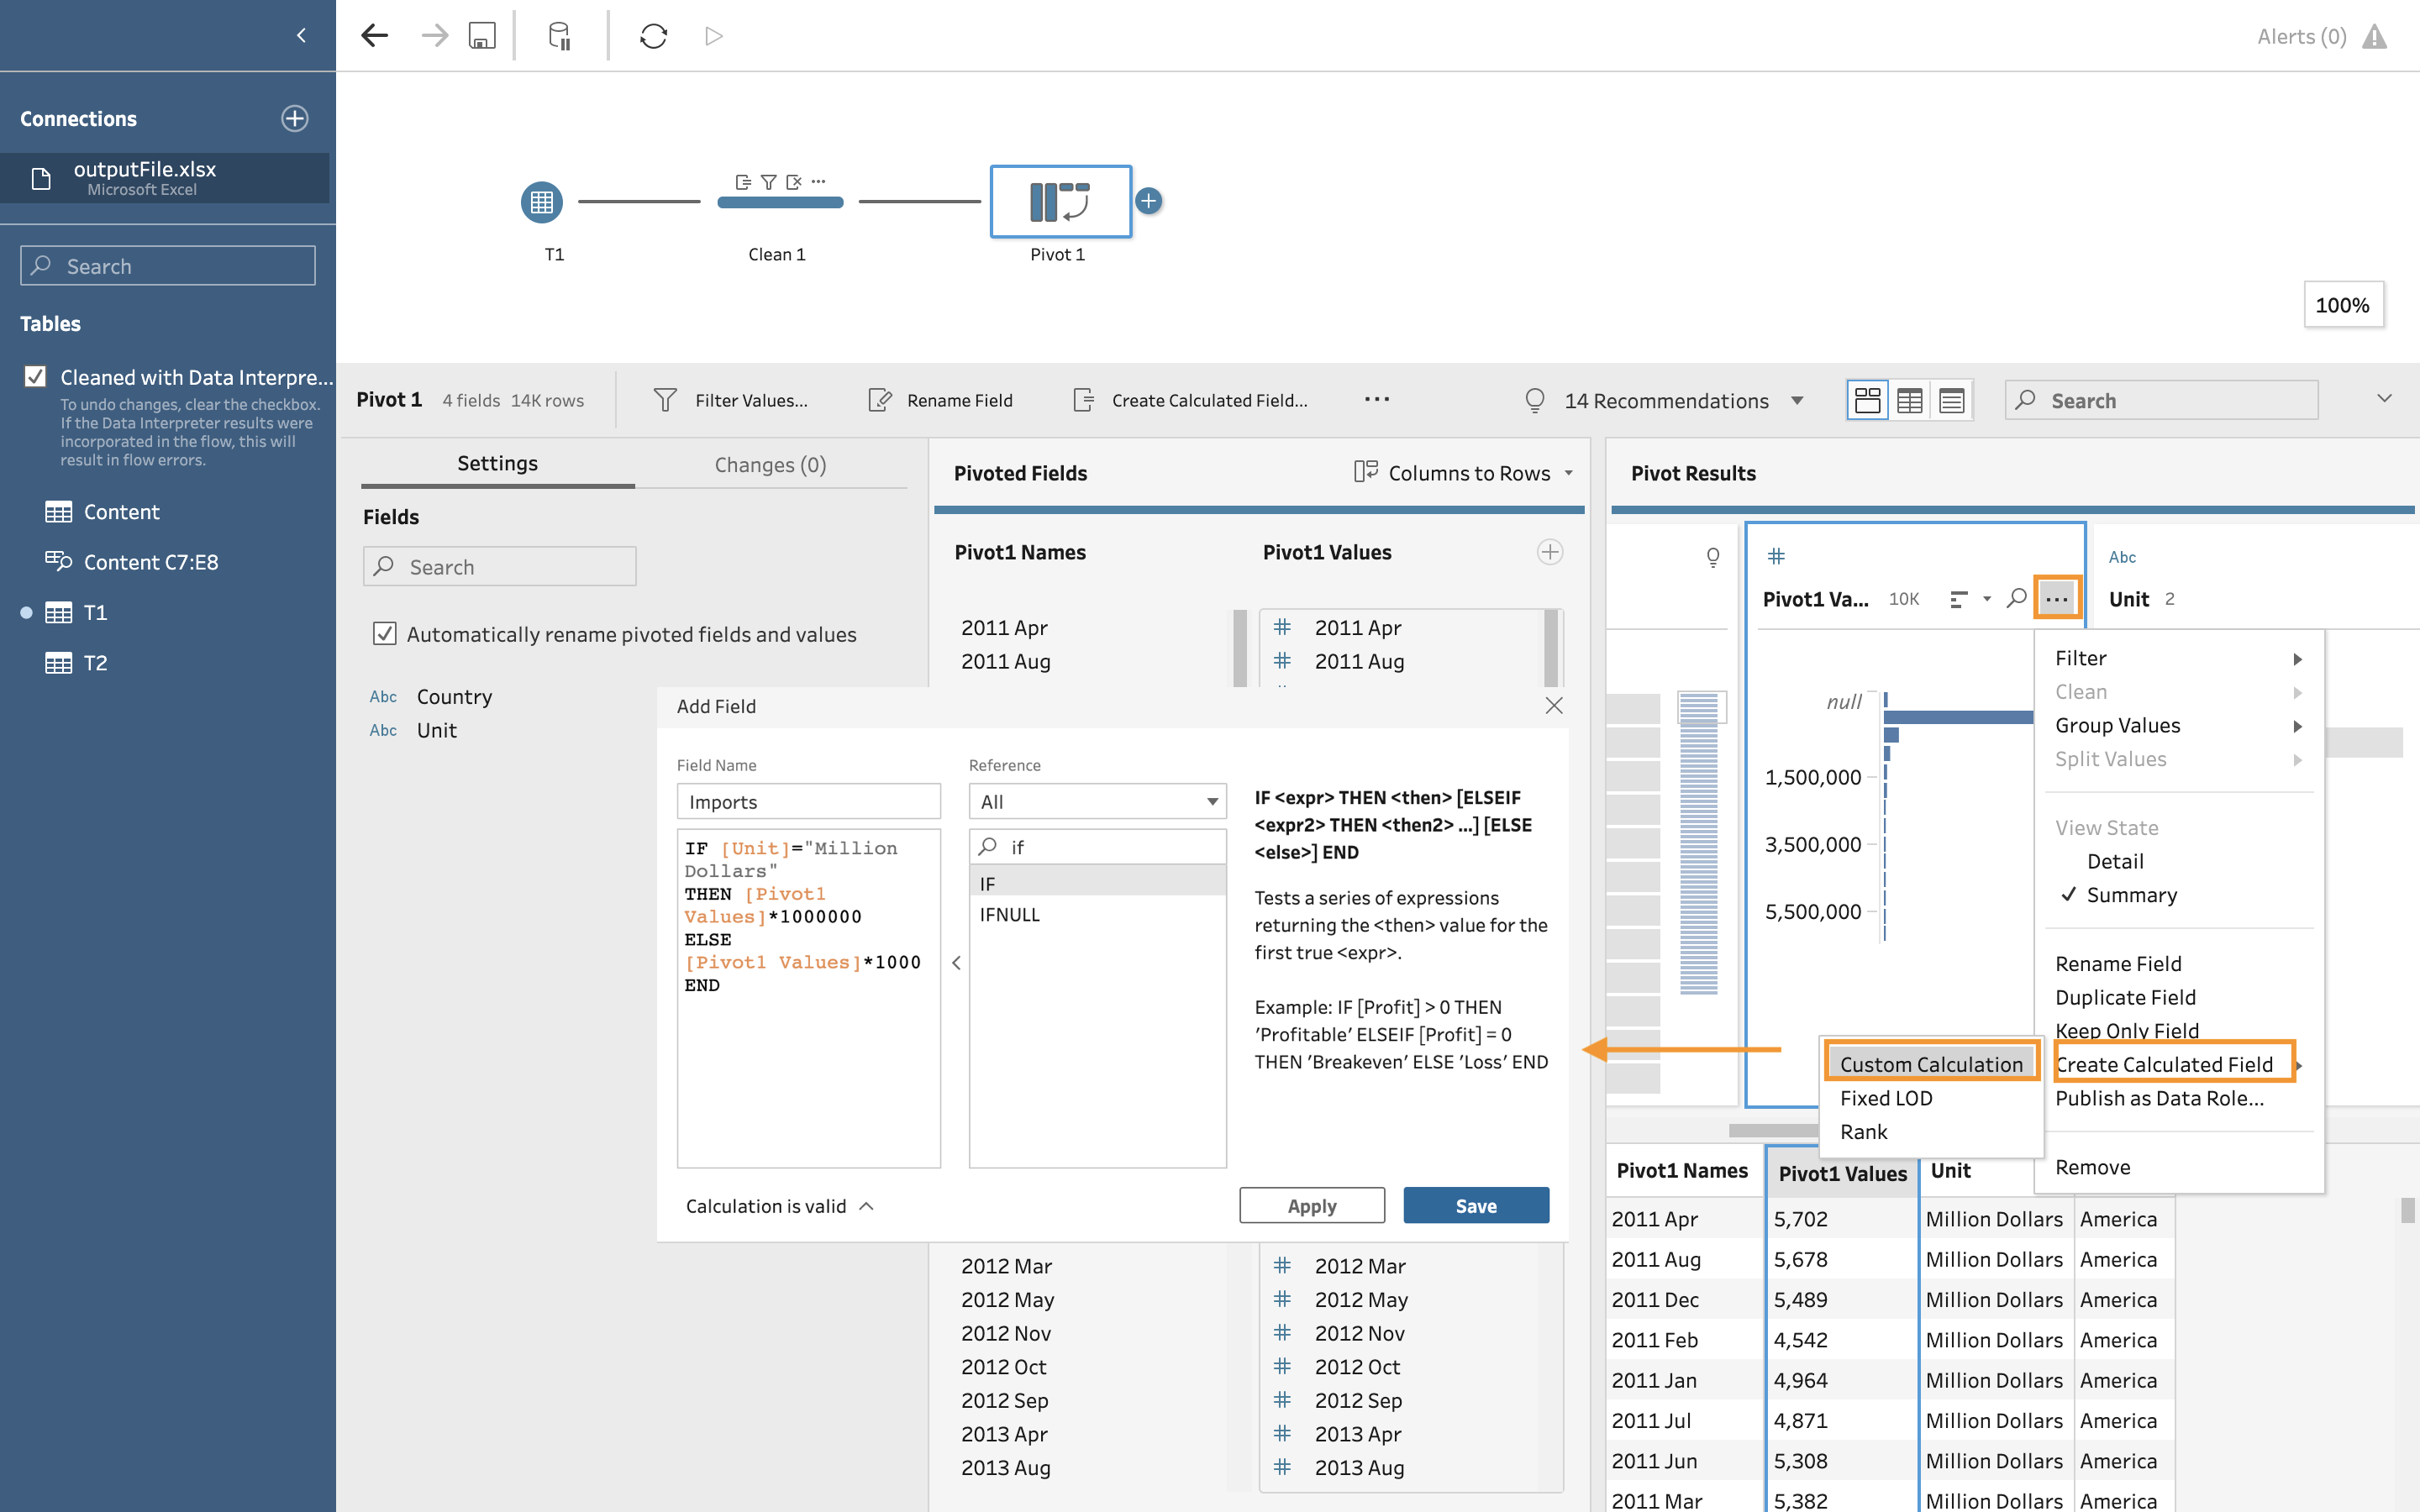 Alerts (0)
Connections
outputFile.xlsx
Microsoft Excel
Search
Tables
Cleaned with Data Interpre...
To undo changes, clear the checkbox.
If the Data Interpreter results were
incorporated in the flow, this will
result in flow errors.
Content
Content C7:E8
T1
T2
T1
Clean 1
Pivot 1
100%
Pivot 1 4 fields 14K rows
Filter Values...
Rename Field
Create Calculated Field...
14 Recommendations
Search
Settings
Changes (0)
Fields
Search
Automatically rename pivoted fields and values
Abc Country
Abc Unit
Pivoted Fields
Columns to Rows
Pivot1 Names Pivot1 Values
2011 Apr # 2011 Apr
2011 Aug # 2011 Aug
Add Field
Field Name
Imports
IF [Unit]="Million
Dollars"
THEN [Pivot1
Values]*1000000
ELSE
[Pivot1 Values]*1000
END
Reference
All
if
IF
IFNULL
IF <expr> THEN <then> [ELSEIF
<expr2> THEN <then2> ...] [ELSE
<else>] END
Tests a series of expressions
returning the <then> value for the
first true <expr>.
Example: IF [Profit] > 0 THEN
'Profitable' ELSEIF [Profit] = 0
THEN 'Breakeven' ELSE 'Loss' END
Calculation is valid
Apply
Save
2012 Mar # 2012 Mar
2012 May # 2012 May
2012 Nov # 2012 Nov
2012 Oct # 2012 Oct
2012 Sep # 2012 Sep
2013 Apr # 2013 Apr
2013 Aug # 2013 Aug
Pivot Results
#
Pivot1 Va... 10K
Abc
Unit 2
null
1,500,000
3,500,000
5,500,000
Filter
Clean
Group Values
Split Values
View State
Detail
Summary
Rename Field
Duplicate Field
Keep Only Field
Create Calculated Field
Publish as Data Role...
Remove
Custom Calculation
Fixed LOD
Rank
Pivot1 Names Pivot1 Values Unit
2011 Apr 5,702 Million Dollars America
2011 Aug 5,678 Million Dollars America
2011 Dec 5,489 Million Dollars America
2011 Feb 4,542 Million Dollars America
2011 Jan 4,964 Million Dollars America
2011 Jul 4,871 Million Dollars America
2011 Jun 5,308 Million Dollars America
2011 Mar 5,382 Million Dollars America